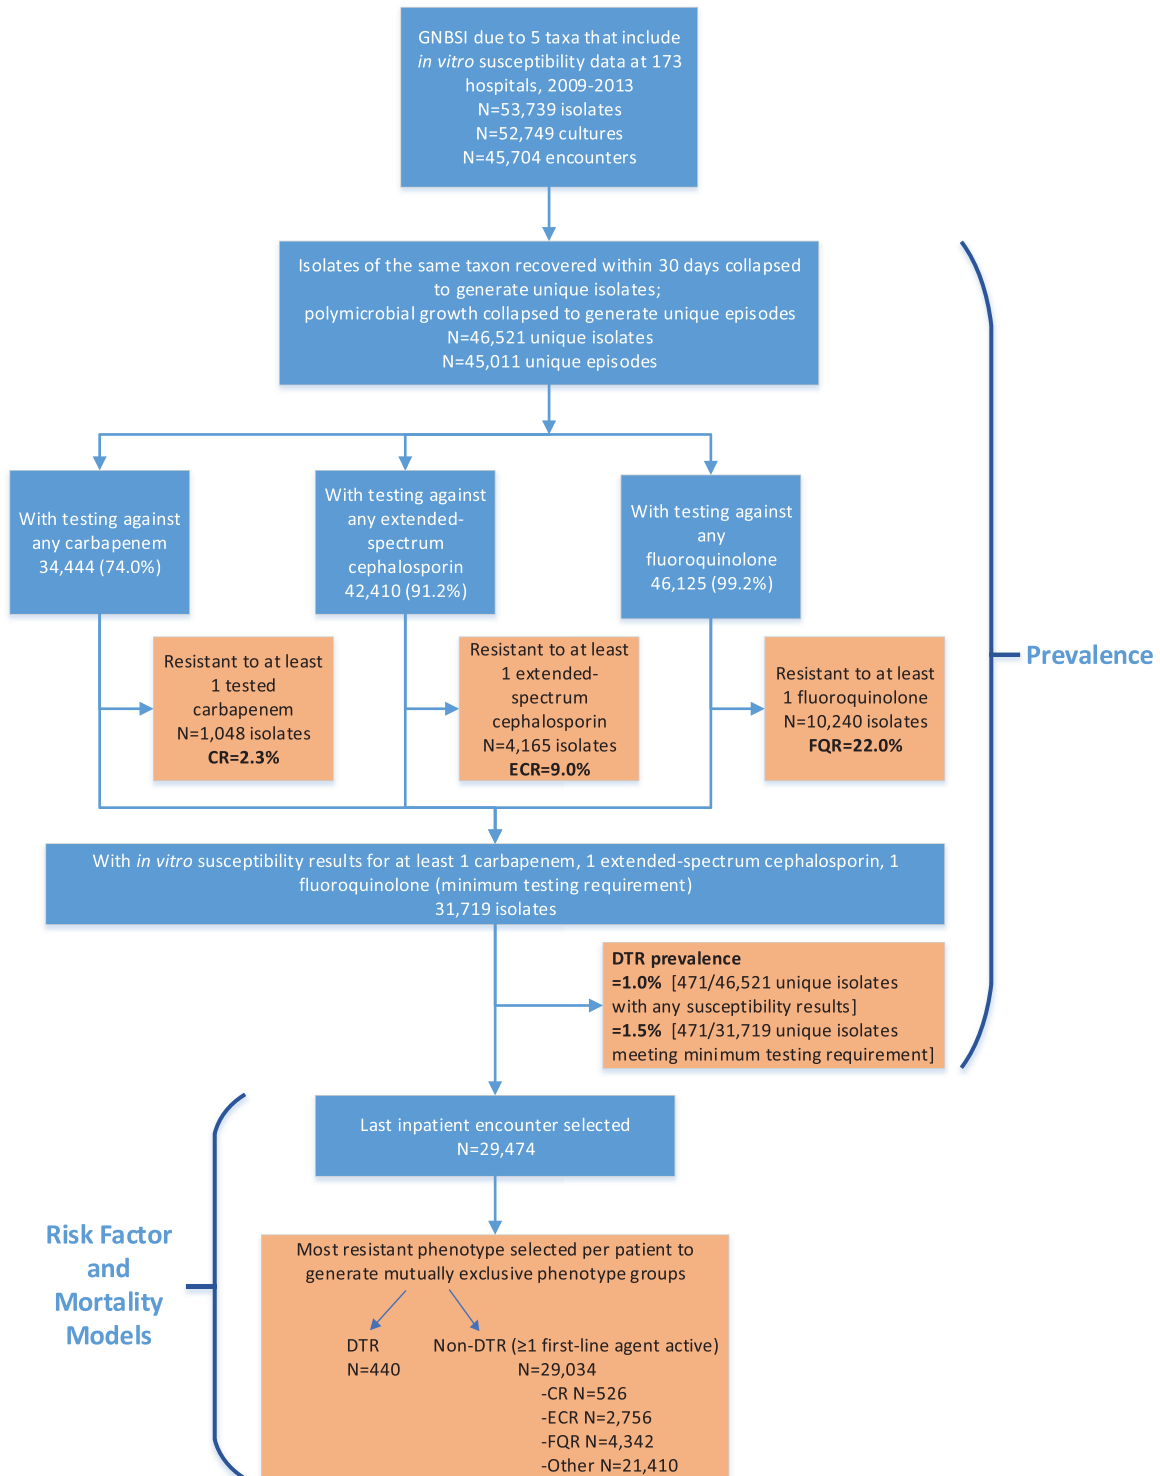 GNBSI due to 5 taxa that include
in vitro susceptibility data at 173
hospitals, 2009-2013
N=53,739 isolates
N=52,749 cultures
N=45,704 encounters
Isolates of the same taxon recovered within 30 days collapsed
to generate unique isolates;
polymicrobial growth collapsed to generate unique episodes
N=46,521 unique isolates
N=45,011 unique episodes
With testing against
any carbapenem
34,444 (74.0%)
With testing against
any extended-
spectrum
cephalosporin
42,410 (91.2%)
With testing against
any
fluoroquinolone
46,125 (99.2%)
Resistant to at least
1 tested
carbapenem
N=1,048 isolates
CR=2.3%
Resistant to at least
1 extended-
spectrum
cephalosporin
N=4,165 isolates
ECR=9.0%
Resistant to at least
1 fluoroquinolone
N=10,240 isolates
FQR=22.0%
Prevalence
With in vitro susceptibility results for at least 1 carbapenem, 1 extended-spectrum cephalosporin, 1
fluoroquinolone (minimum testing requirement)
31,719 isolates
DTR prevalence
=1.0% [471/46,521 unique isolates
with any susceptibility results]
=1.5% [471/31,719 unique isolates
meeting minimum testing requirement]
Last inpatient encounter selected
N=29,474
Risk Factor
and
Mortality
Models
Most resistant phenotype selected per patient to
generate mutually exclusive phenotype groups
DTR
N=440
Non-DTR (≥1 first-line agent active)
N=29,034
-CR N=526
-ECR N=2,756
-FQR N=4,342
-Other N=21,410